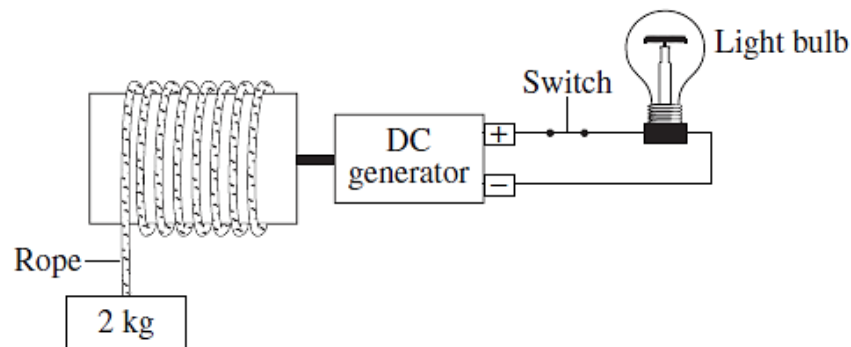 Light bulb
Switch
DC
generator
+
−
Rope
2 kg